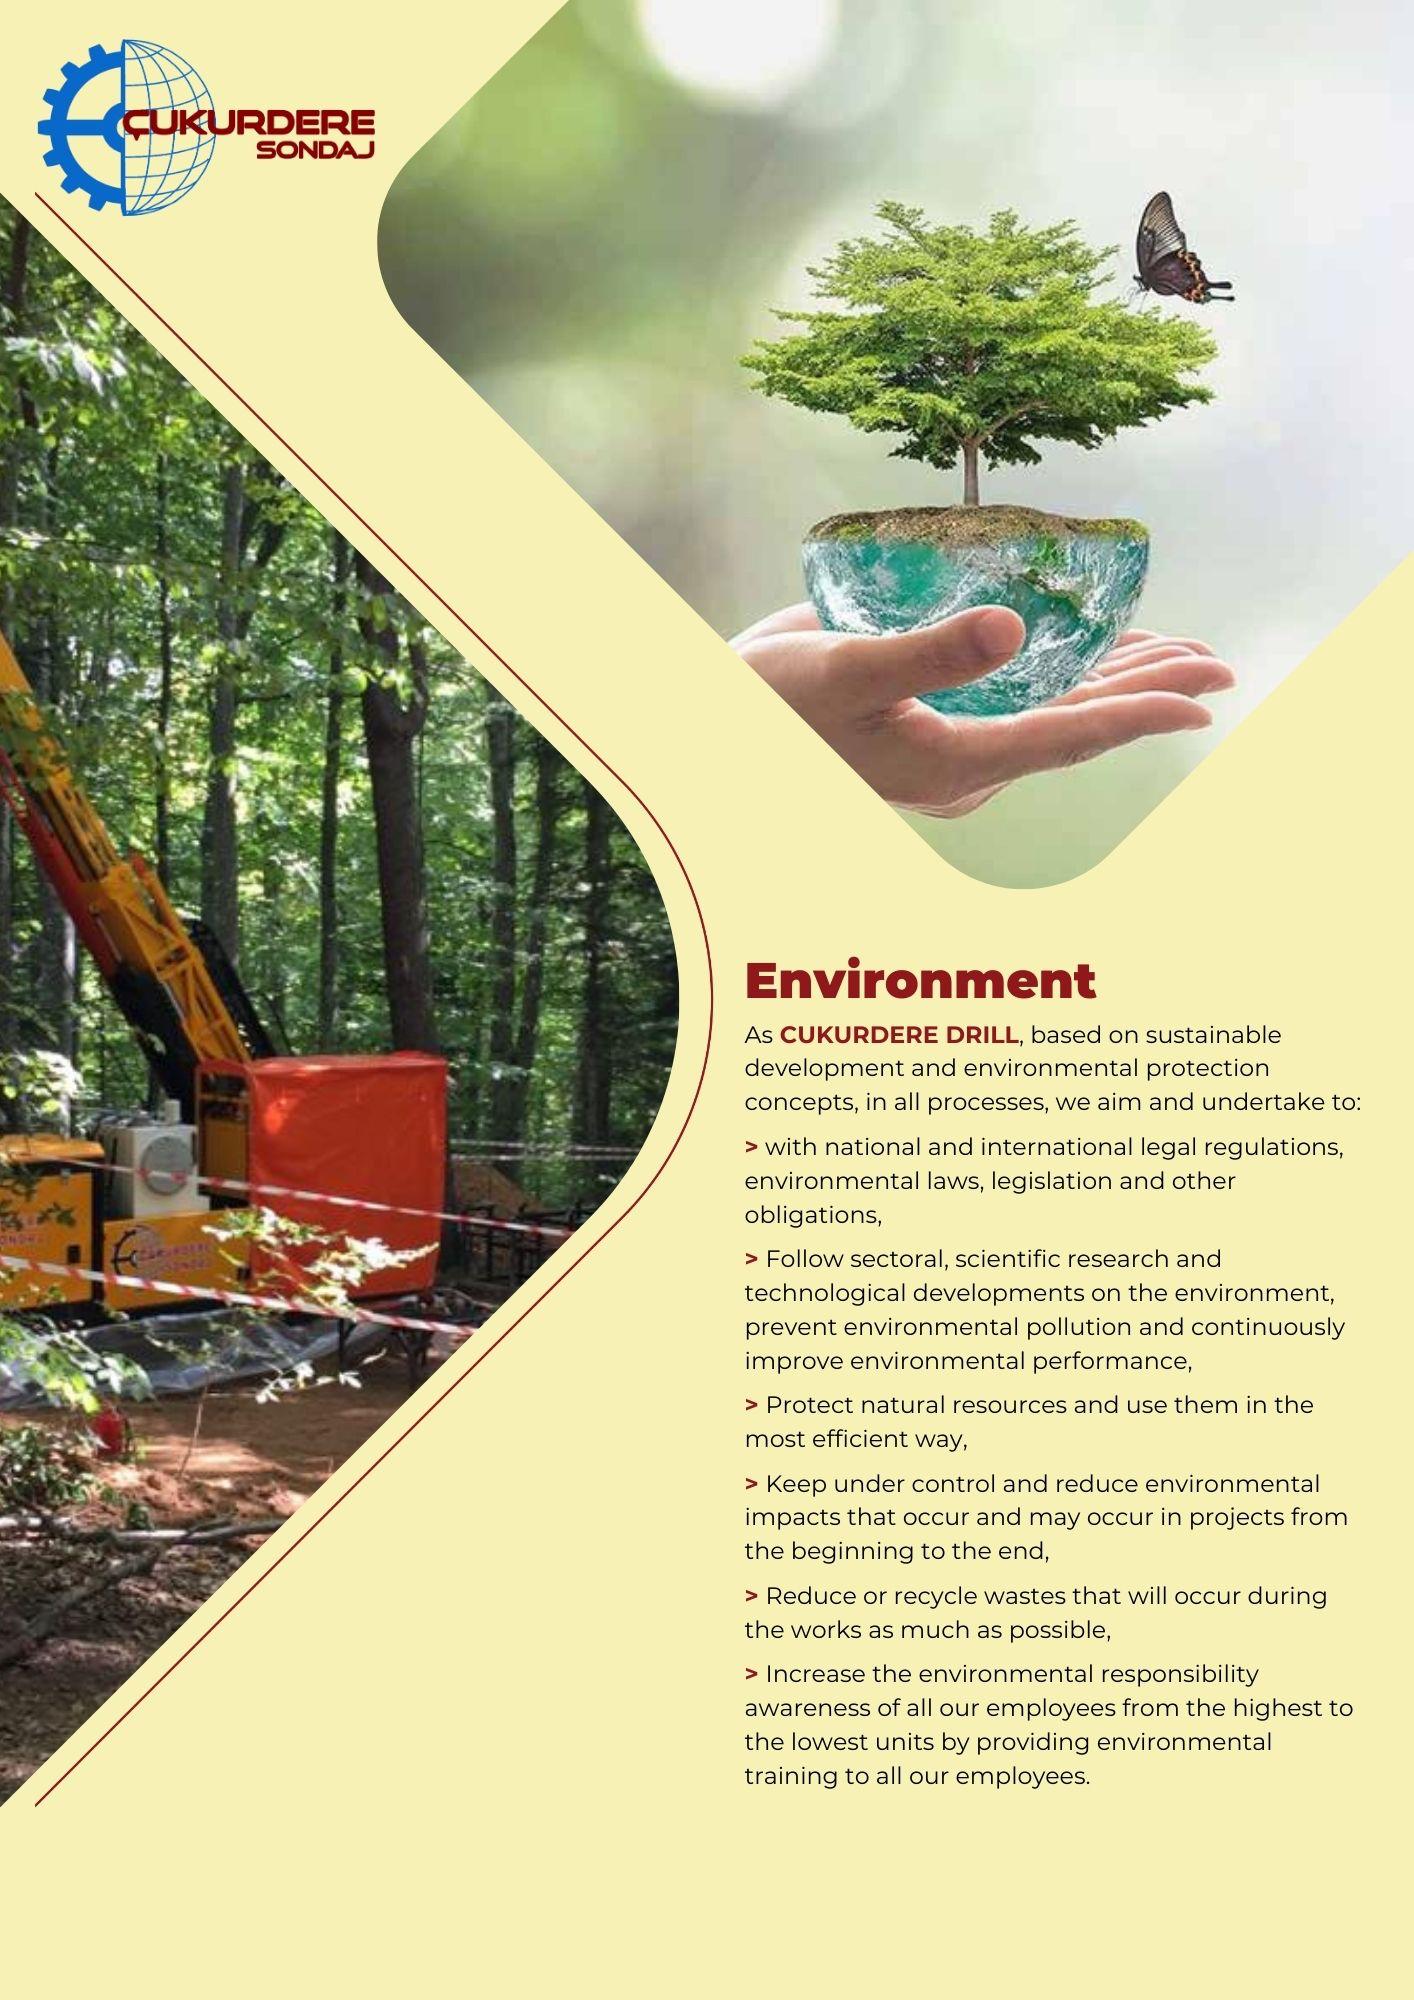 ÇUKURDERE
SONDAJ
Environment
As CUKURDERE DRILL, based on sustainable
development and environmental protection
concepts, in all processes, we aim and undertake to:
> with national and international legal regulations,
environmental laws, legislation and other
obligations,
> Follow sectoral, scientific research and
technological developments on the environment,
prevent environmental pollution and continuously
improve environmental performance,
> Protect natural resources and use them in the
most efficient way,
> Keep under control and reduce environmental
impacts that occur and may occur in projects from
the beginning to the end,
> Reduce or recycle wastes that will occur during
the works as much as possible,
> Increase the environmental responsibility
awareness of all our employees from the highest to
the lowest units by providing environmental
training to all our employees.